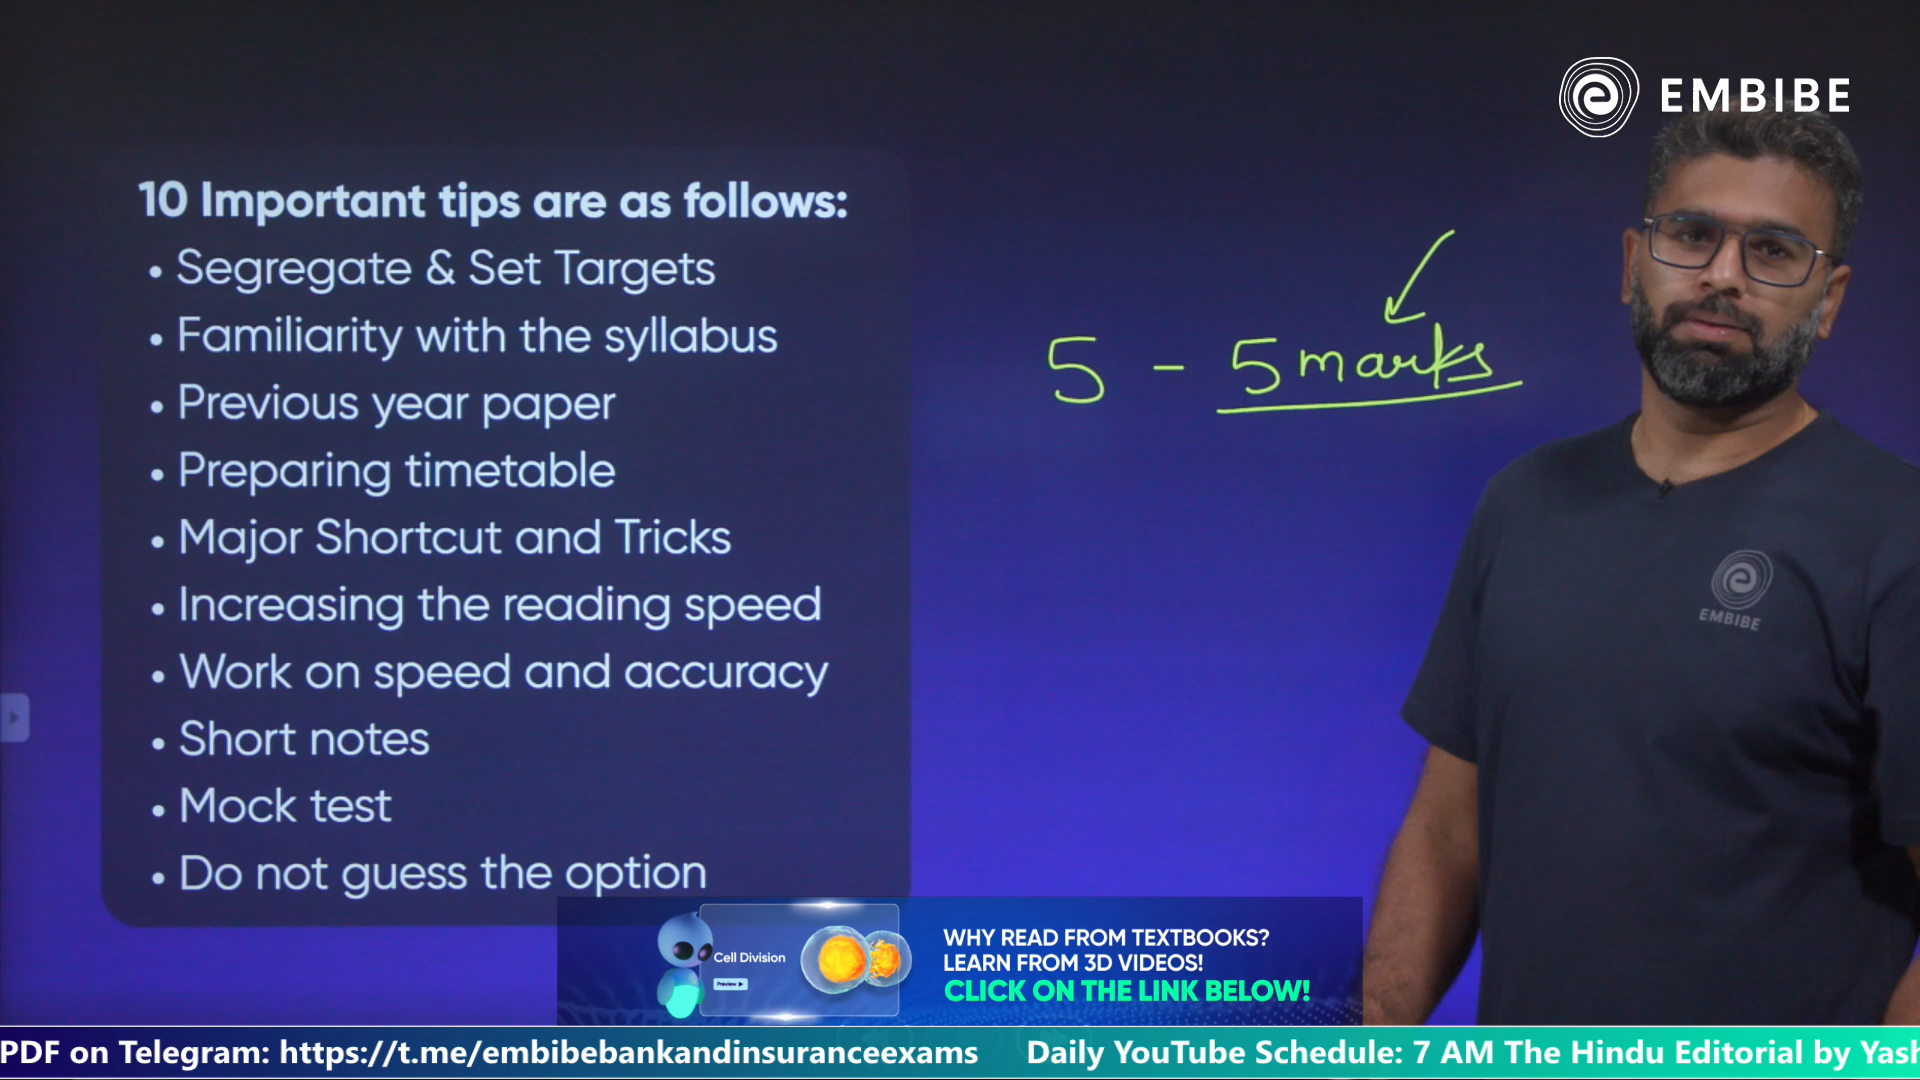 EMBIBE
10 Important tips are as follows:
• Segregate & Set Targets
• Familiarity with the syllabus
• Previous year paper
• Preparing timetable
• Major Shortcut and Tricks
• Increasing the reading speed
• Work on speed and accuracy
• Short notes
• Mock test
• Do not guess the option
5 - 5 marks
EMBIBE
Cell Division
Preview
WHY READ FROM TEXTBOOKS?
LEARN FROM 3D VIDEOS!
CLICK ON THE LINK BELOW!
PDF on Telegram: https://t.me/embibebankandinsuranceexams Daily YouTube Schedule: 7 AM The Hindu Editorial by Yash